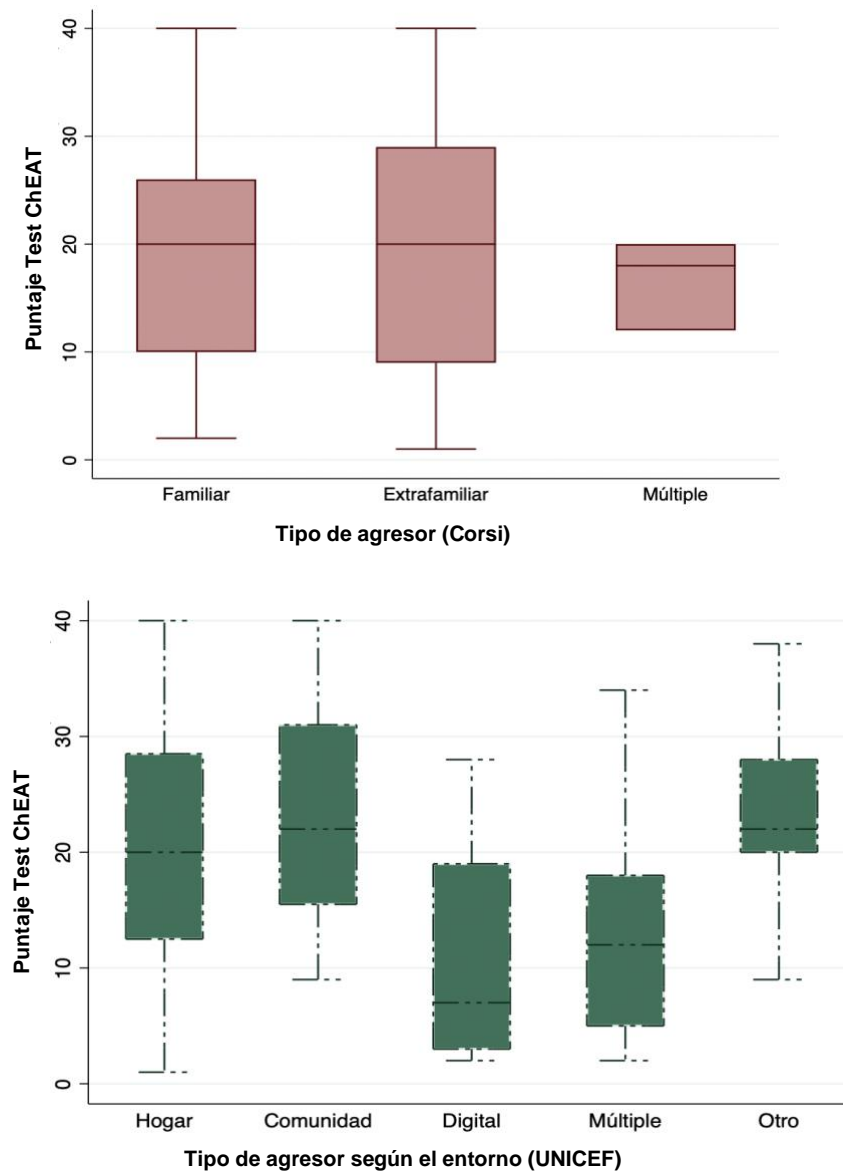 Puntaje Test ChEAT
40
30
20
10
0
Familiar Extrafamiliar Múltiple
Tipo de agresor (Corsi)
Puntaje Test ChEAT
40
30
20
10
0
Hogar Comunidad Digital Múltiple Otro
Tipo de agresor según el entorno (UNICEF)